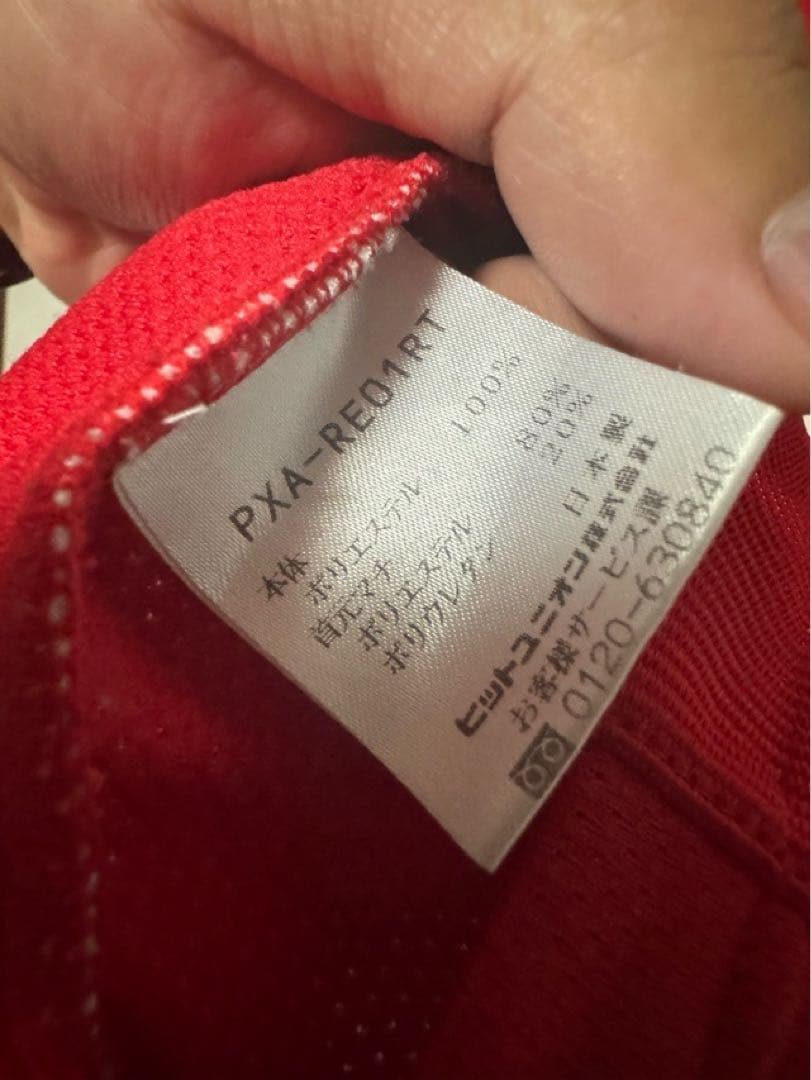 PXA-RE01RT
本体 ポリエステル 100%
首元マチ
ポリエステル 80%
ポリウレタン 20%
日本製
ヒットユニオン株式会社
お客様サービス課
0120-630840